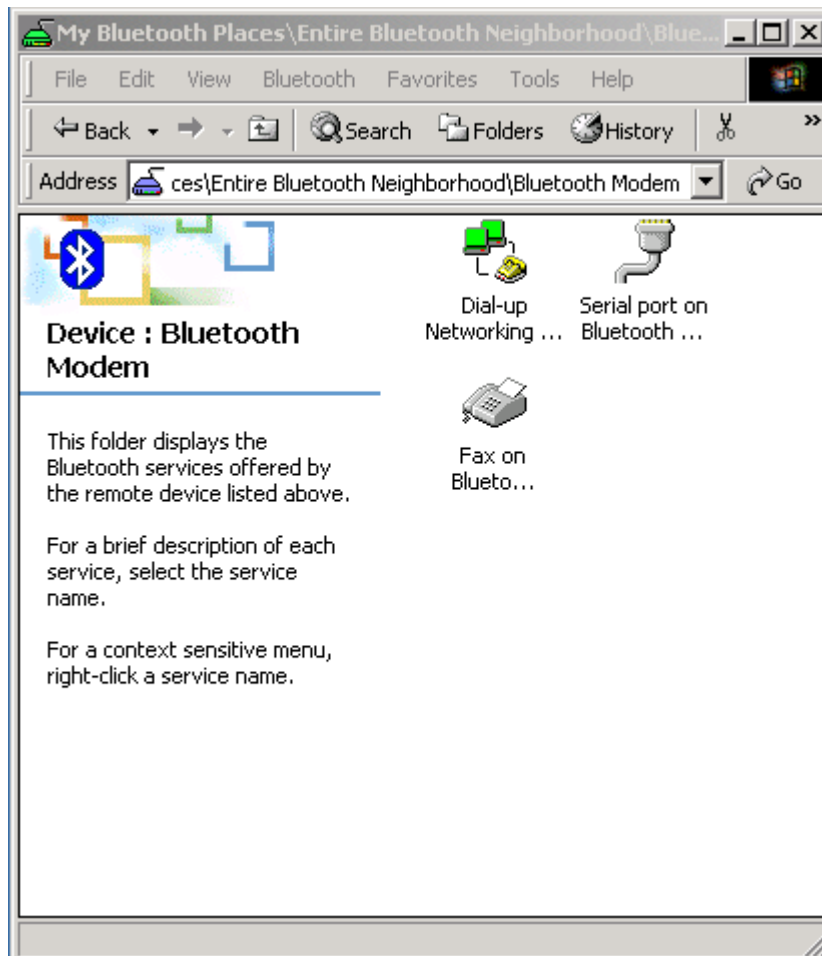 My Bluetooth Places\Entire Bluetooth Neighborhood\Blue...
File Edit View Bluetooth Favorites Tools Help
Back Search Folders History »
Address ces\Entire Bluetooth Neighborhood\Bluetooth Modem Go
Device : Bluetooth
Modem
This folder displays the
Bluetooth services offered by
the remote device listed above.
For a brief description of each
service, select the service
name.
For a context sensitive menu,
right-click a service name.
Dial-up
Networking ...
Serial port on
Bluetooth ...
Fax on
Blueto...